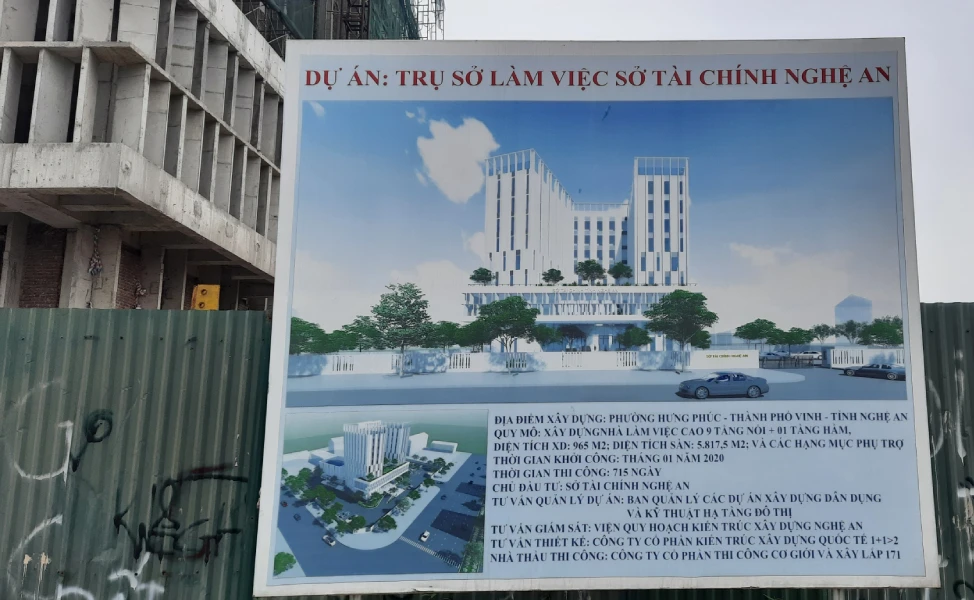 DỰ ÁN: TRỤ SỞ LÀM VIỆC SỞ TÀI CHÍNH NGHỆ AN
SỞ TÀI CHÍNH NGHỆ AN
ĐỊA ĐIỂM XÂY DỰNG: PHƯỜNG HƯNG PHÚC - THÀNH PHỐ VINH - TỈNH NGHỆ AN
QUY MÔ: XÂY DỰNGNHÀ LÀM VIỆC CAO 9 TẦNG NỔI + 01 TẦNG HẦM,
DIỆN TÍCH XD: 965 M2; DIỆN TÍCH SÀN: 5.817,5 M2; VÀ CÁC HẠNG MỤC PHỤ TRỢ
THỜI GIAN KHỞI CÔNG: THÁNG 01 NĂM 2020
THỜI GIAN THI CÔNG: 715 NGÀY
CHỦ ĐẦU TƯ: SỞ TÀI CHÍNH NGHỆ AN
TƯ VẤN QUẢN LÝ DỰ ÁN: BAN QUẢN LÝ CÁC DỰ ÁN XÂY DỰNG DÂN DỤNG
VÀ KỸ THUẬT HẠ TẦNG ĐÔ THỊ
TƯ VẤN GIÁM SÁT: VIỆN QUY HOẠCH KIẾN TRÚC XÂY DỰNG NGHỆ AN
TƯ VẤN THIẾT KẾ: CÔNG TY CỔ PHẦN KIẾN TRÚC XÂY DỰNG QUỐC TẾ 1+1>2
NHÀ THẦU THI CÔNG: CÔNG TY CỔ PHẦN THI CÔNG CƠ GIỚI VÀ XÂY LẮP 171